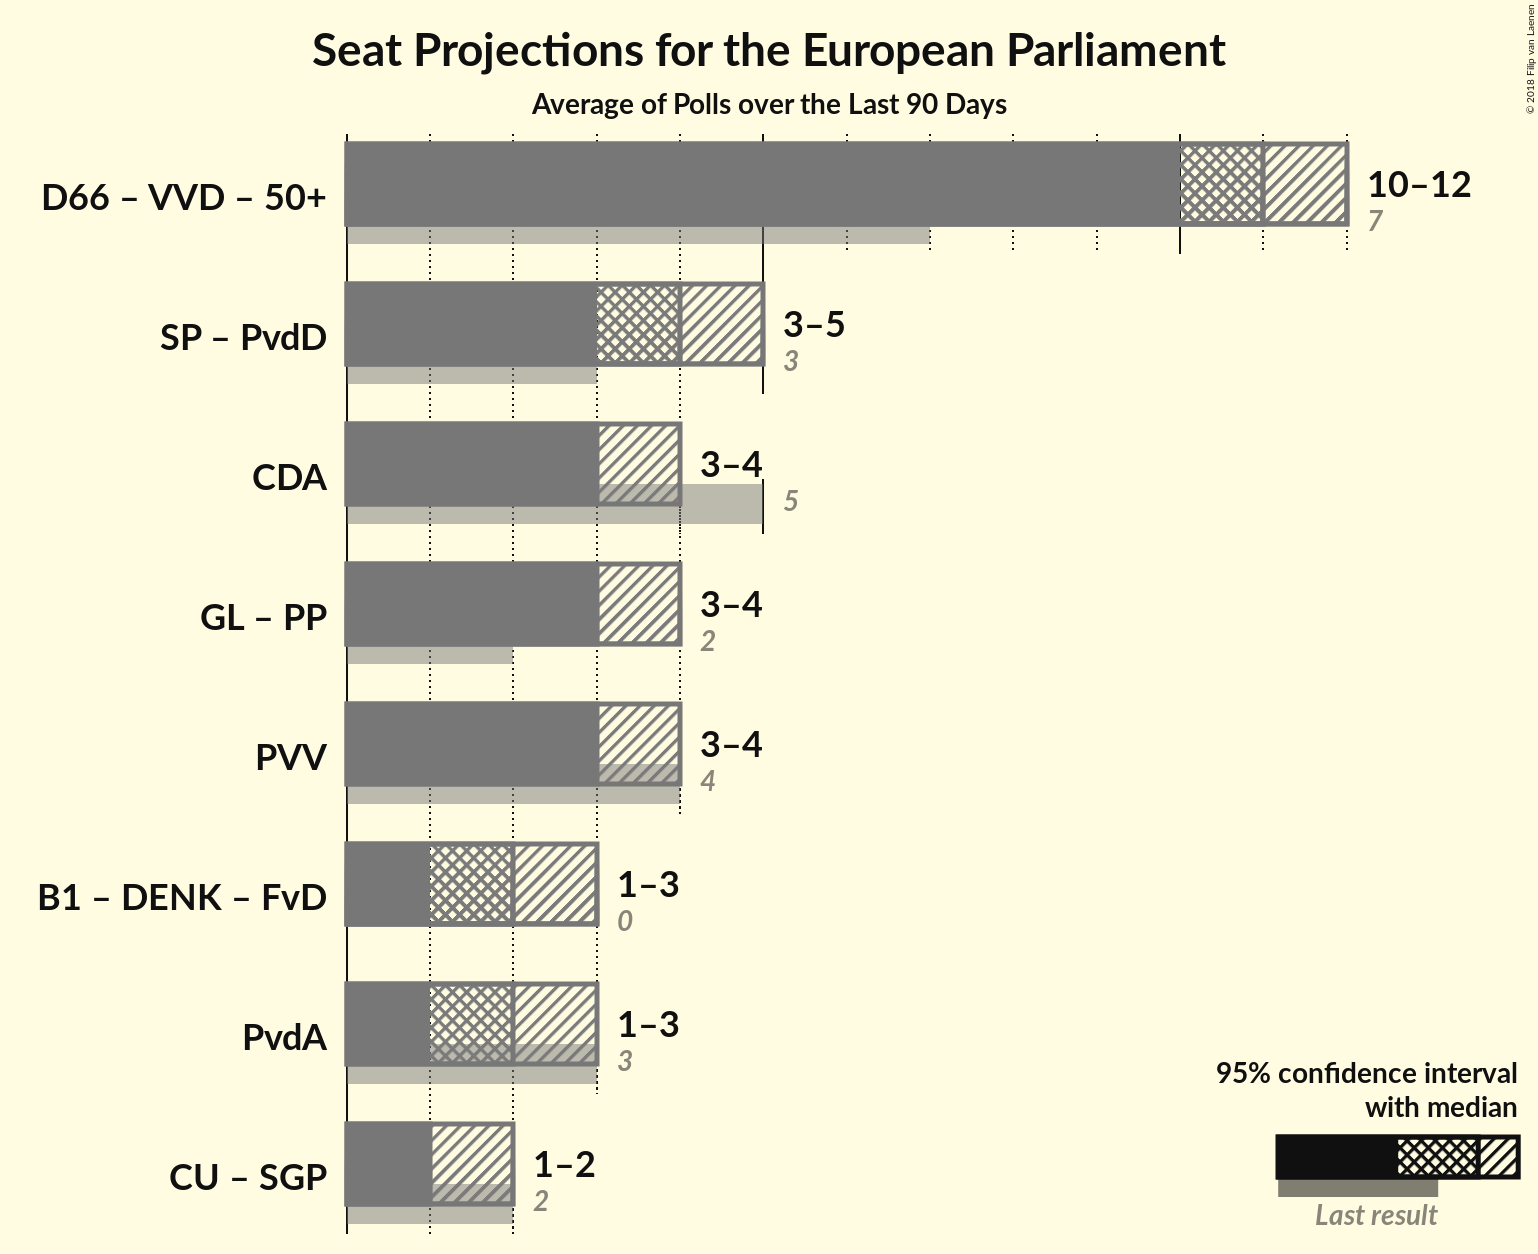 Seat Projections for the European Parliament
Average of Polls over the Last 90 Days
© 2018 Filip van Laenen
D66 – VVD – 50+
10–12
7
SP – PvdD
3–5
3
CDA
3–4
5
GL – PP
3–4
2
PVV
3–4
4
B1 – DENK – FvD
1–3
0
PvdA
1–3
3
CU – SGP
1–2
2
95% confidence interval
with median
Last result